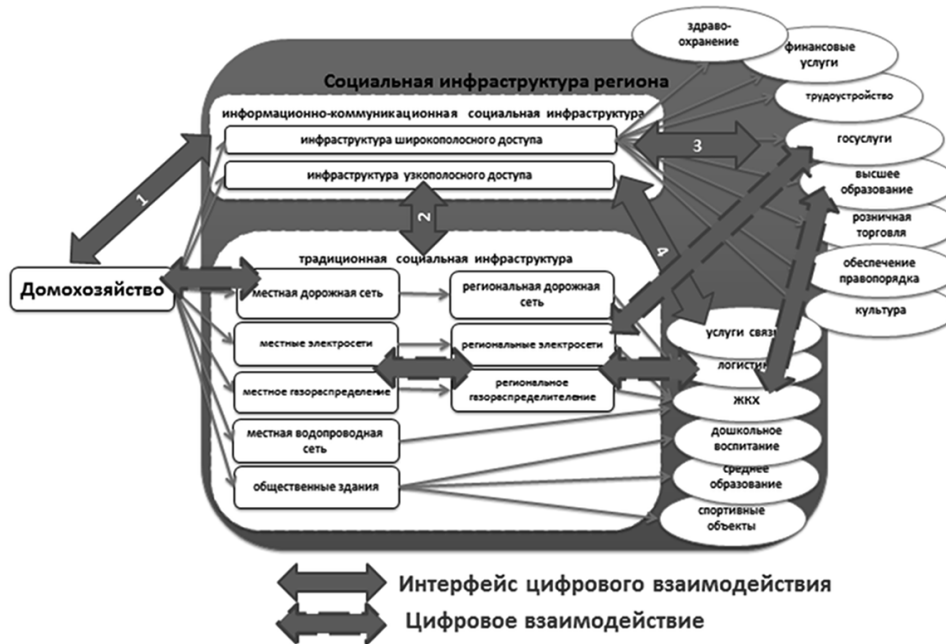 здраво-
охранение
финансовые
услуги
Социальная инфраструктура региона
трудоустройство
информационно-коммуникационная социальная инфраструктура
инфраструктура широкополосного доступа
3
госуслуги
инфраструктура узкополосного доступа
высшее
образование
1
2
розничная
торговля
4
традиционная социальная инфраструктура
обеспечение
правопорядка
Домохозяйство
местная дорожная сеть
региональная дорожная
сеть
культура
услуги связи
местные электросети
региональные электросети
логистика
местное газораспределение
региональное
газораспределителение
ЖКХ
местная водопроводная
сеть
дошкольное
воспитание
общественные здания
среднее
образование
спортивные
объекты
Интерфейс цифрового взаимодействия
Цифровое взаимодействие